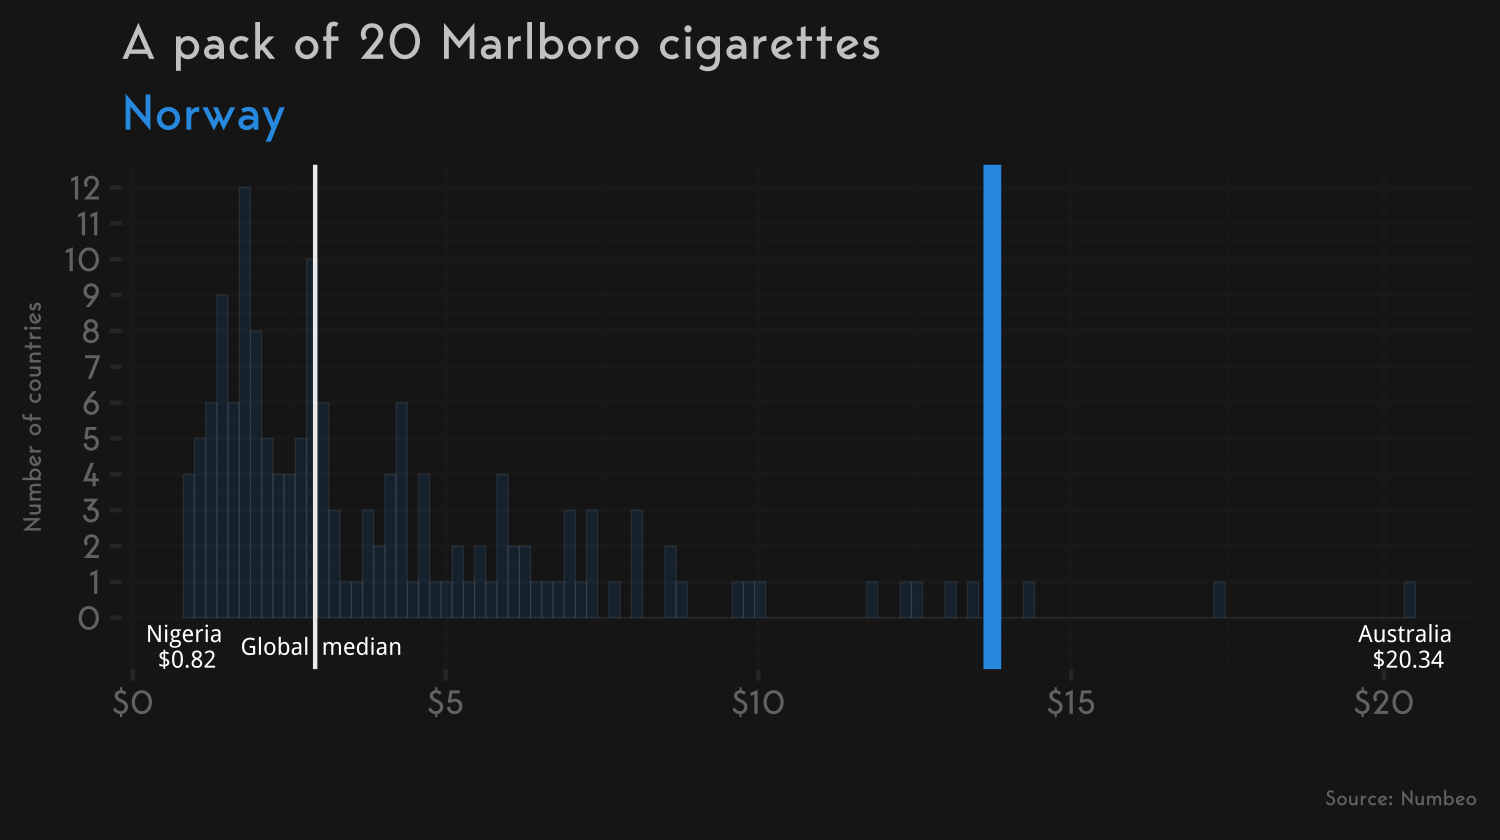 A pack of 20 Marlboro cigarettes
Norway
Number of countries
12
11
10
9
8
7
6
5
4
3
2
1
0
Nigeria
$0.82
Global median
Australia
$20.34
$0 $5 $10 $15 $20
Source: Numbeo